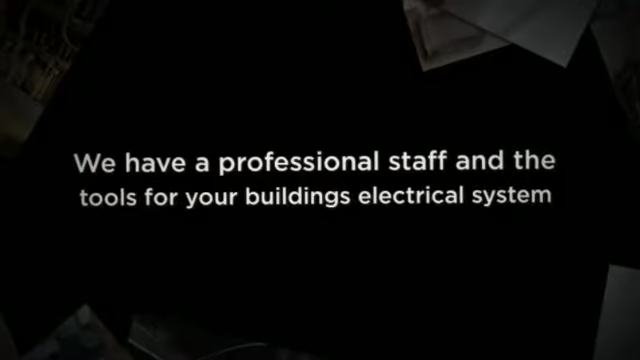 We have a professional staff and the
tools for your buildings electrical system